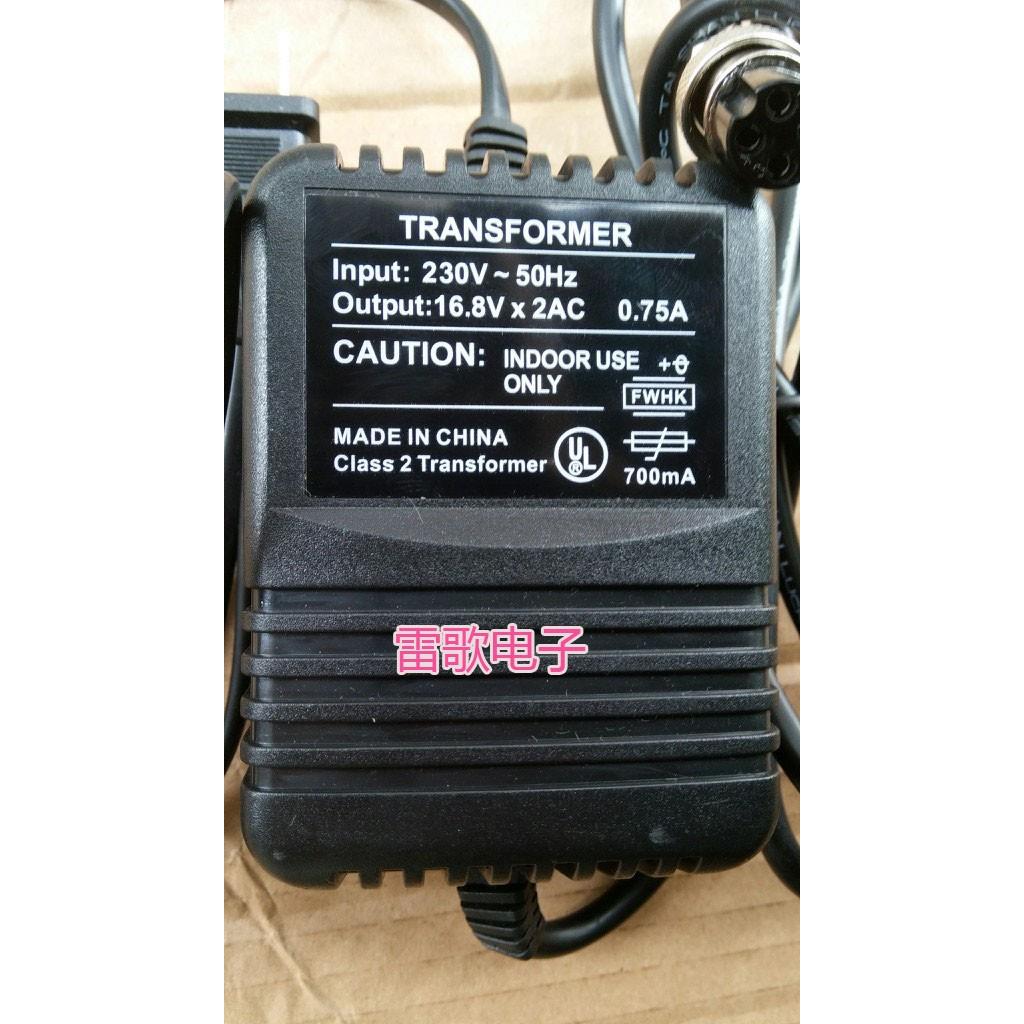 TRANSFORMER
Input: 230V ~ 50Hz
Output:16.8V x 2AC 0.75A
CAUTION: INDOOR USE ONLY
FWHK
MADE IN CHINA
Class 2 Transformer
UL
®
700mA
雷歌电子